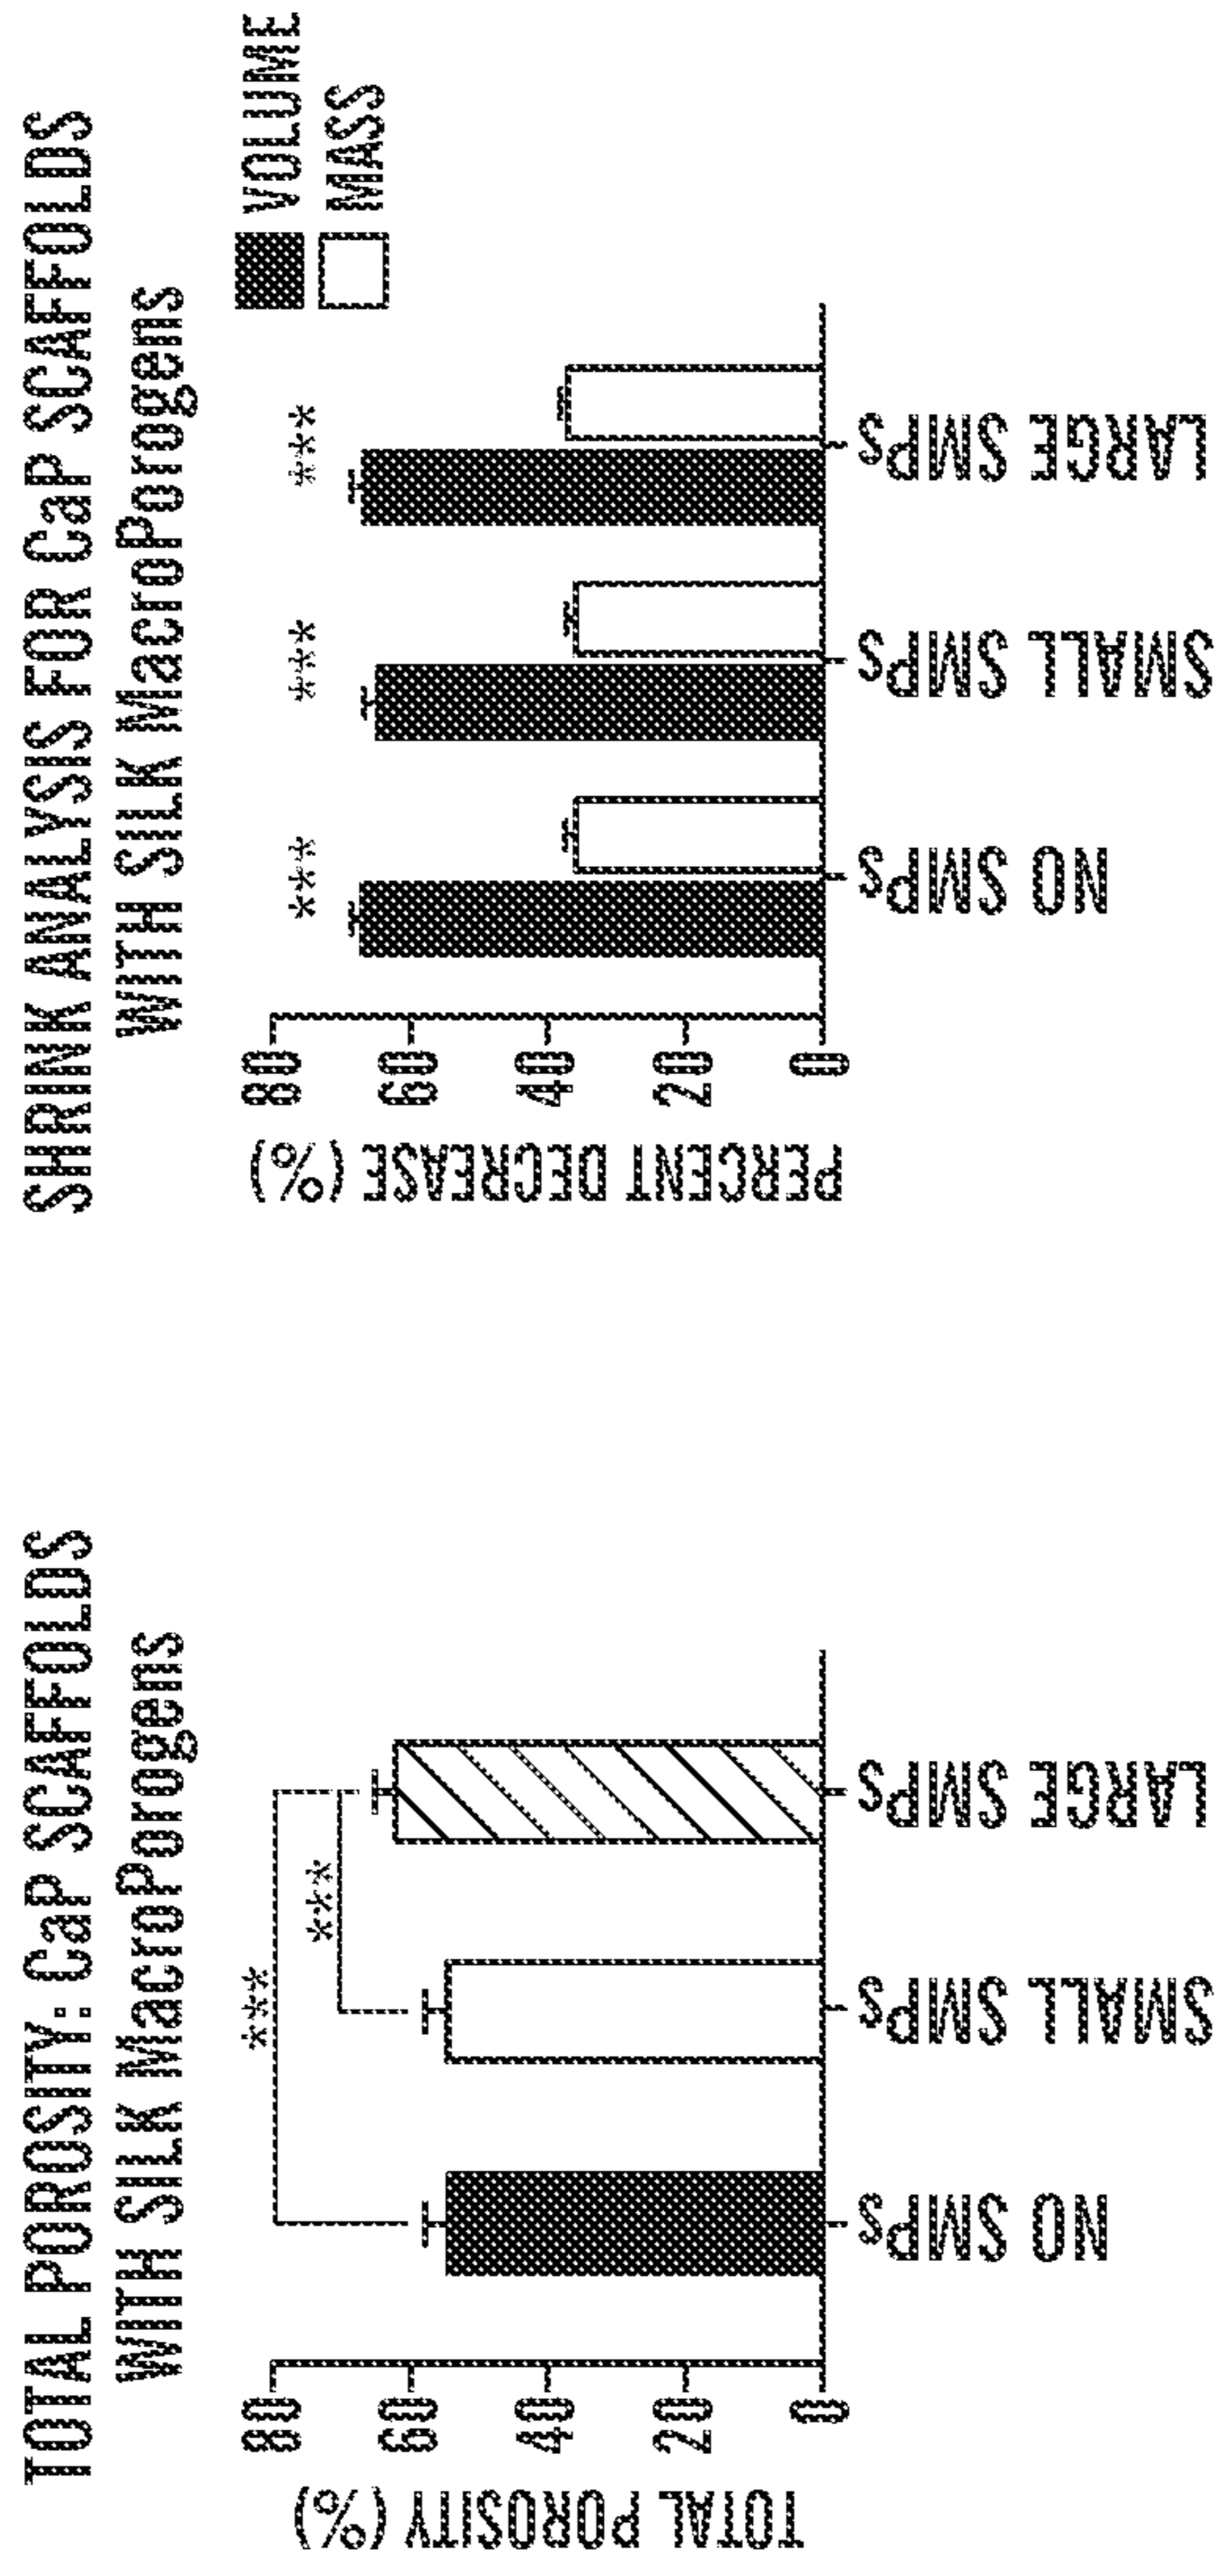 TOTAL POROSITY: CaP SCAFFOLDS
WITH SILK MacroPorogens
TOTAL POROSITY (%)
80
60
40
20
0
***
***
NO SMPs
SMALL SMPs
LARGE SMPs
SHRINK ANALYSIS FOR CaP SCAFFOLDS
WITH SILK MacroPorogens
PERCENT DECREASE (%)
80
60
40
20
0
***
***
***
NO SMPs
SMALL SMPs
LARGE SMPs
VOLUME
MASS